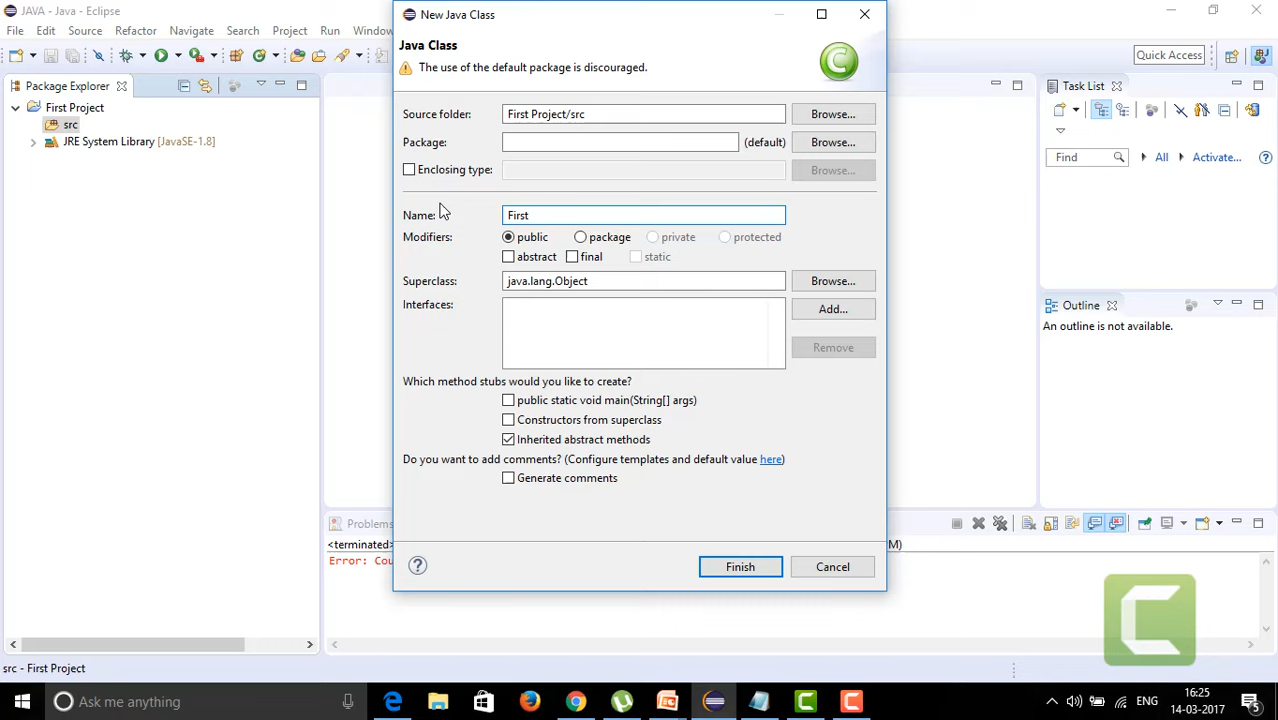 JAVA - Java - Eclipse
New Java Class
File Edit Source Refactor Navigate Search Project Run Window
Java Class
The use of the default package is discouraged.
Quick Access
Package Explorer
Task List
First Project
src
JRE System Library [JavaSE-1.8]
Source folder: First Project/src Browse...
Package: (default) Browse...
Enclosing type: Browse...
Find All Activate...
Name: First
Modifiers: public package private protected
abstract final static
Superclass: java.lang.Object Browse...
Interfaces: Add...
Remove
Outline
An outline is not available.
Which method stubs would you like to create?
public static void main(String[] args)
Constructors from superclass
Inherited abstract methods
Do you want to add comments? (Configure templates and default value here)
Generate comments
Problems
<terminated> M)
Error: Cou
Finish Cancel
src - First Project
Ask me anything
ENG
16:25
14-03-2017
5